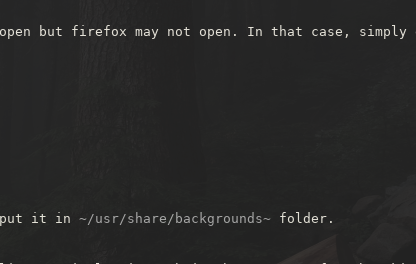 open but firefox may not open. In that case, simply
put it in ~/usr/share/backgrounds~ folder.